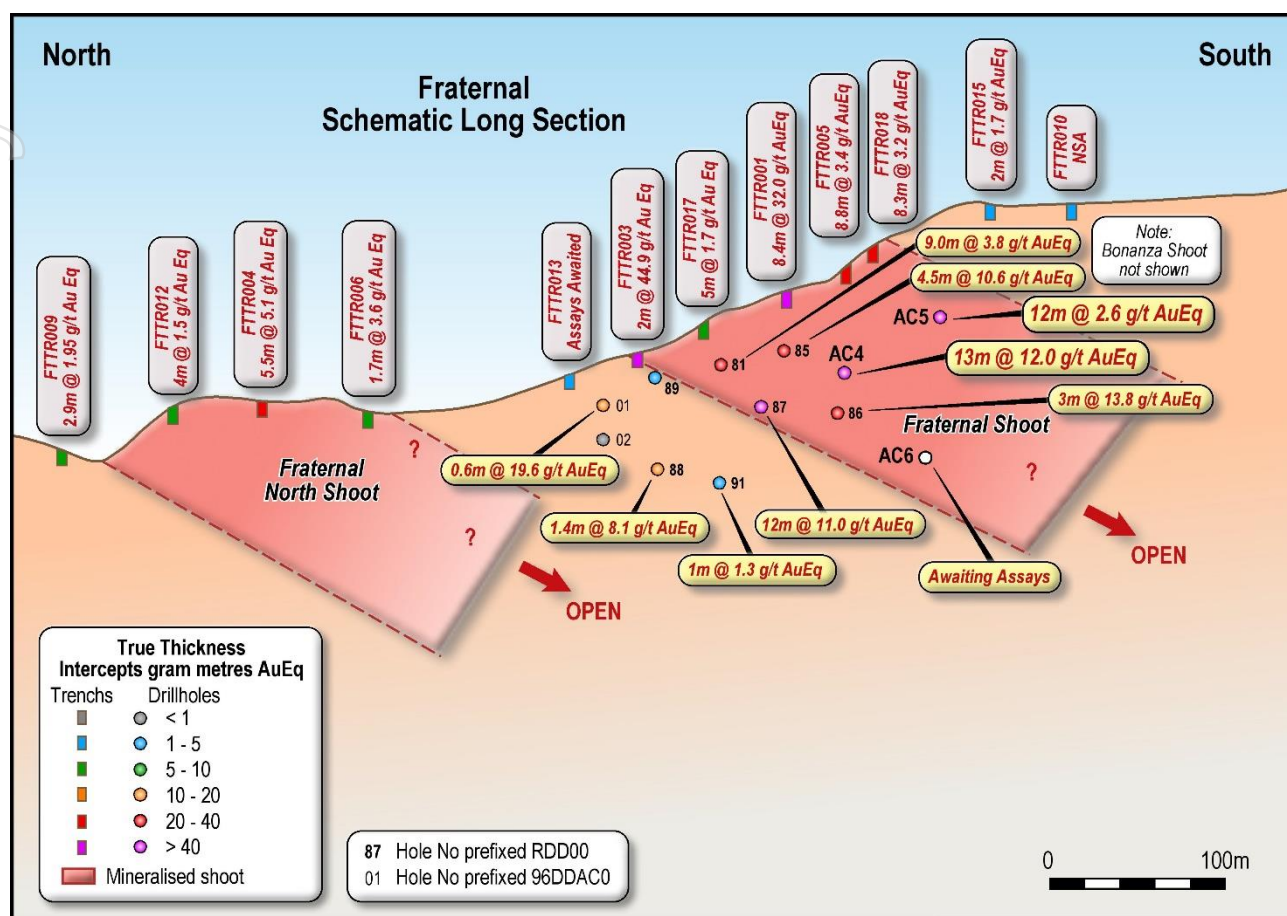 North
South
Fraternal
Schematic Long Section
FTTR009
2.9m @ 1.95 g/t Au Eq
FTTR012
4m @ 1.5 g/t Au Eq
FTTR004
5.5m @ 5.1 g/t Au Eq
FTTR006
1.7m @ 3.6 g/t Au Eq
FTTR013
Assays Awaited
FTTR003
2m @ 44.9 g/t Au Eq
FTTR017
5m @ 1.7 g/t Au Eq
FTTR001
8.4m @ 32.0 g/t AuEq
FTTR005
8.8m @ 3.4 g/t AuEq
FTTR018
8.3m @ 3.2 g/t AuEq
FTTR015
2m @ 1.7 g/t AuEq
FTTR010
NSA
Note:
Bonanza Shoot
not shown
9.0m @ 3.8 g/t AuEq
4.5m @ 10.6 g/t AuEq
AC5
12m @ 2.6 g/t AuEq
AC4
13m @ 12.0 g/t AuEq
3m @ 13.8 g/t AuEq
81
85
89
87
86
01
02
88
91
Fraternal Shoot
AC6
?
?
?
Fraternal
North Shoot
0.6m @ 19.6 g/t AuEq
1.4m @ 8.1 g/t AuEq
12m @ 11.0 g/t AuEq
1m @ 1.3 g/t AuEq
Awaiting Assays
OPEN
OPEN
True Thickness
Intercepts gram metres AuEq
Trenchs Drillholes
< 1
1 - 5
5 - 10
10 - 20
20 - 40
> 40
Mineralised shoot
87 Hole No prefixed RDD00
01 Hole No prefixed 96DDAC0
0 100m